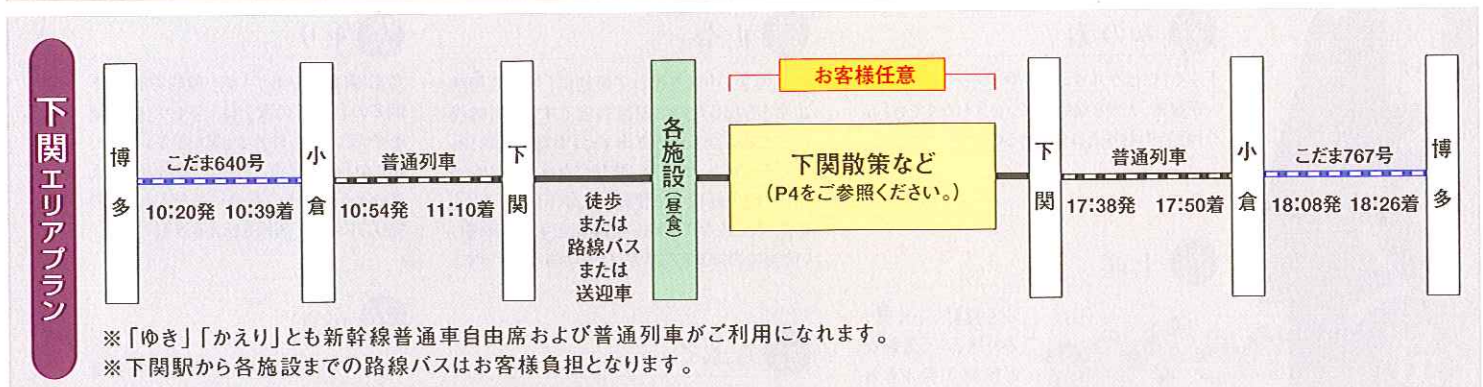 下関エリアプラン
お客様任意
博多
こだま640号
10:20発 10:39着
小倉
普通列車
10:54発 11:10着
下関
徒歩
または
路線バス
または
送迎車
各施設(昼食)
下関散策など
(P4をご参照ください。)
下関
普通列車
17:38発 17:50着
小倉
こだま767号
18:08発 18:26着
博多
※「ゆき」「かえり」とも新幹線普通車自由席および普通列車がご利用になれます。
※下関駅から各施設までの路線バスはお客様負担となります。